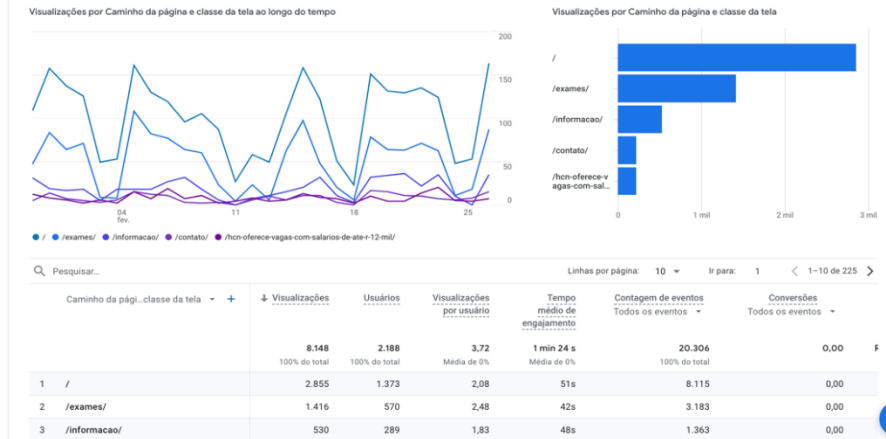 Visualizações por Caminho da página e classe da tela ao longo do tempo
200
150
100
50
0
04
fev.
11
18
25
/ /exames/ /informacao/ /contato/ /hcn-oferece-vagas-com-salarios-de-ate-r-12-mil/
Visualizações por Caminho da página e classe da tela
/
/exames/
/informacao/
/contato/
/hcn-oferece-v
agas-com-sal...
0 1 mil 2 mil 3 mil
Pesquisar... Linhas por página: 10 Ir para: 1 1–10 de 225
Caminho da pági...classe da tela + ↓ Visualizações Usuários Visualizações por usuário Tempo médio de engajamento Contagem de eventos Todos os eventos Conversões Todos os eventos
8.148 2.188 3,72 1 min 24 s 20.306 0,00
100% do total 100% do total Média de 0% Média de 0% 100% do total
1 / 2.855 1.373 2,08 51s 8.115 0,00
2 /exames/ 1.416 570 2,48 42s 3.183 0,00
3 /informacao/ 530 289 1,83 48s 1.363 0,00